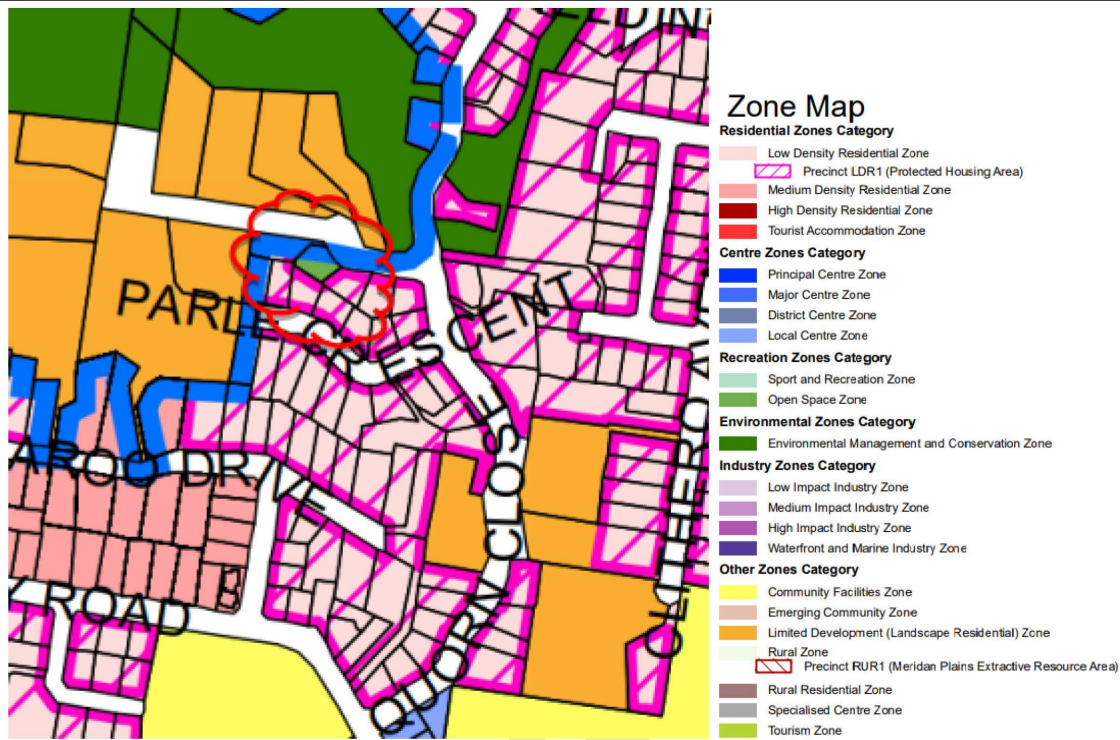 PARLE CRESCENT
AROO DRIVE
Y ROAD
QUORN CLOSE
CLITHEROE AV
Zone Map
Residential Zones Category
Low Density Residential Zone
Precinct LDR1 (Protected Housing Area)
Medium Density Residential Zone
High Density Residential Zone
Tourist Accommodation Zone
Centre Zones Category
Principal Centre Zone
Major Centre Zone
District Centre Zone
Local Centre Zone
Recreation Zones Category
Sport and Recreation Zone
Open Space Zone
Environmental Zones Category
Environmental Management and Conservation Zone
Industry Zones Category
Low Impact Industry Zone
Medium Impact Industry Zone
High Impact Industry Zone
Waterfront and Marine Industry Zone
Other Zones Category
Community Facilities Zone
Emerging Community Zone
Limited Development (Landscape Residential) Zone
Rural Zone
Precinct RUR1 (Meridan Plains Extractive Resource Area)
Rural Residential Zone
Specialised Centre Zone
Tourism Zone